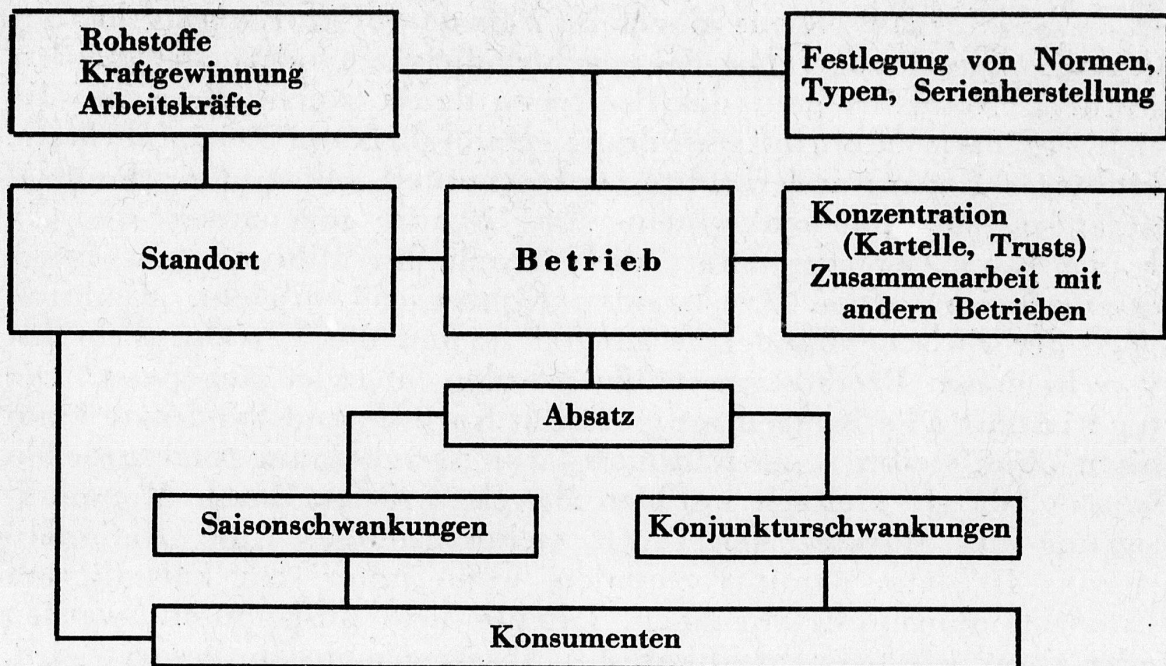 Rohstoffe
Kraftgewinnung
Arbeitskräfte
Festlegung von Normen,
Typen, Serienherstellung
Standort
Betrieb
Konzentration
(Kartelle, Trusts)
Zusammenarbeit mit
andern Betrieben
Absatz
Saisonschwankungen
Konjunkturschwankungen
Konsumenten